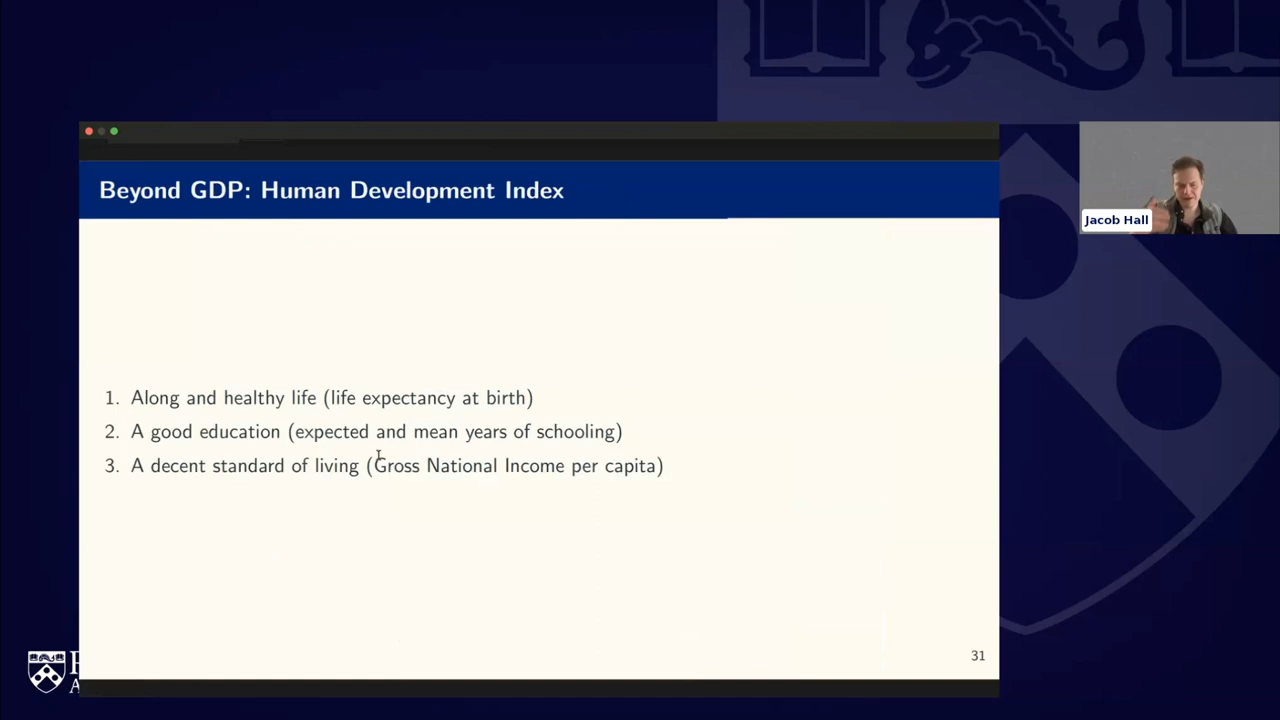 Beyond GDP: Human Development Index
Jacob Hall
1. Along and healthy life (life expectancy at birth)
2. A good education (expected and mean years of schooling)
3. A decent standard of living (Gross National Income per capita)
31